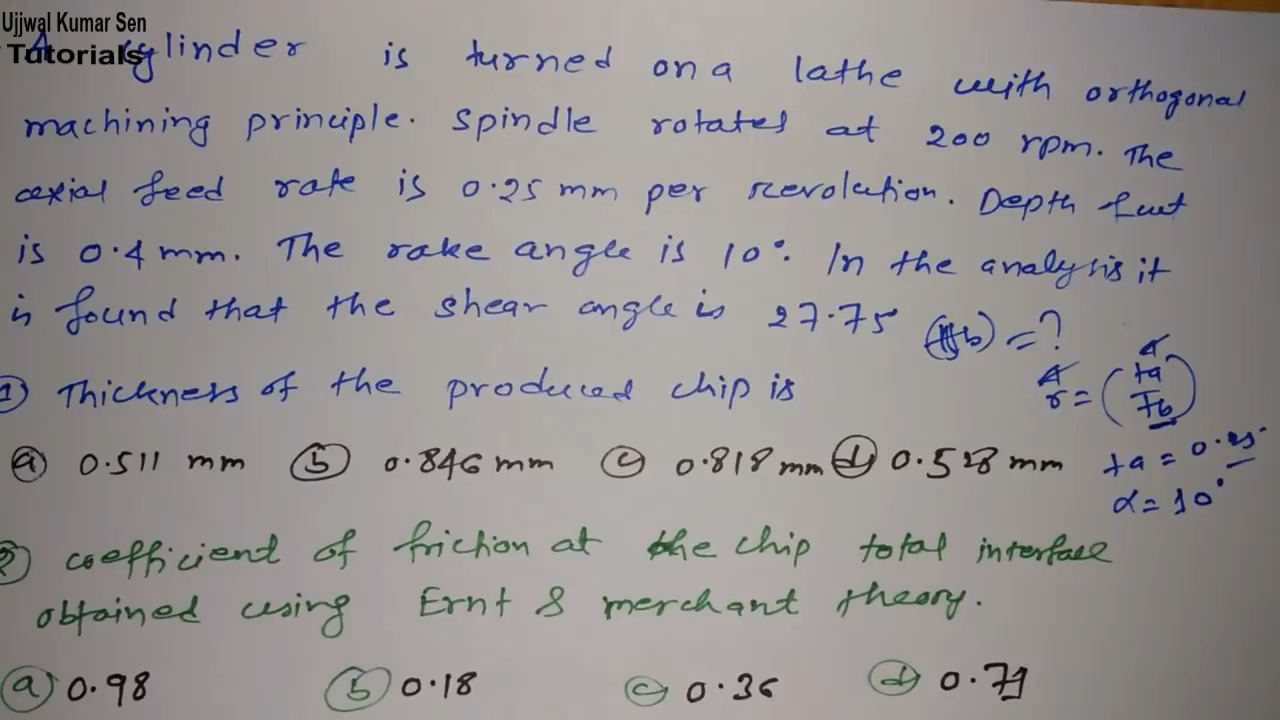 Ujjwal Kumar Sen
Tutorials
A cylinder is turned on a lathe with orthogonal
machining principle. Spindle rotates at 200 rpm. The
axial feed rate is 0.25 mm per revolution. Depth of cut
is 0.4 mm. The rake angle is 10°. In the analysis it
is found that the shear angle is 27.75 (tb) = ?
1) Thickness of the produced chip is
r = (ta/tb)
a) 0.511 mm b) 0.846 mm c) 0.818 mm d) 0.528 mm
ta = 0.25
α = 10°
2) coefficient of friction at the chip total interface
obtained using Ernt & merchant theory.
a) 0.98 b) 0.18 c) 0.36 d) 0.71